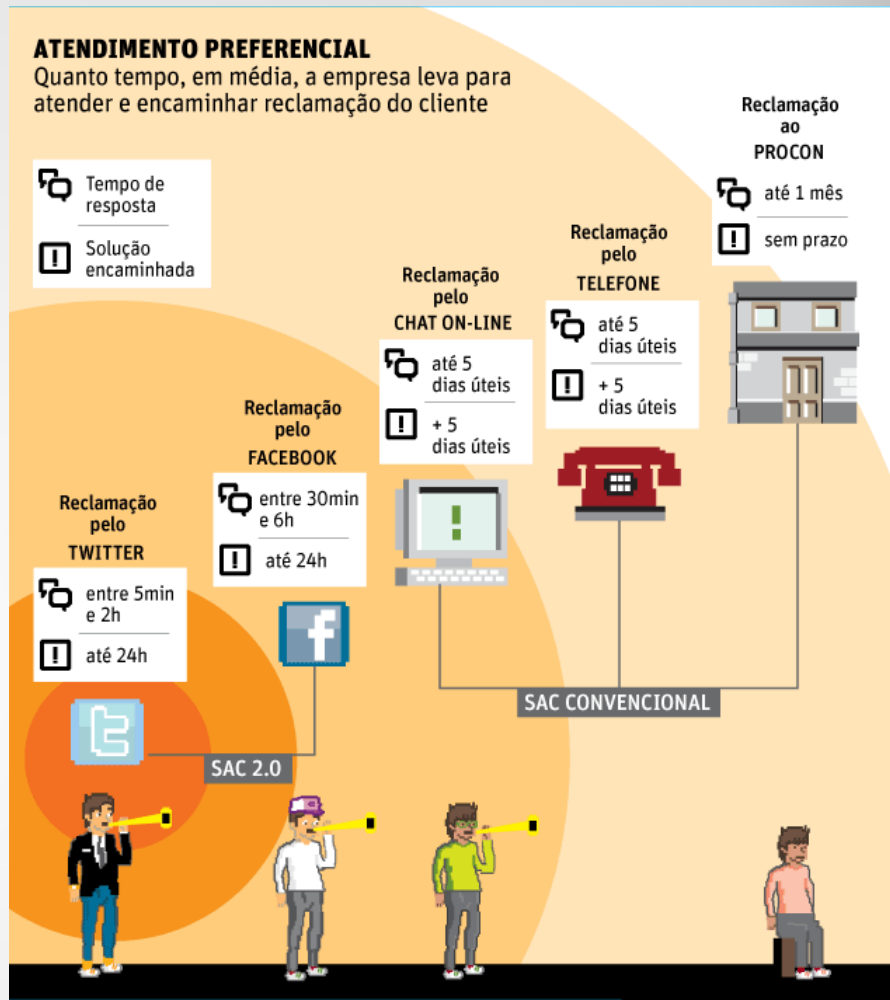 ATENDIMENTO PREFERENCIAL
Quanto tempo, em média, a empresa leva para
atender e encaminhar reclamação do cliente
Tempo de
resposta
Solução
encaminhada
Reclamação
pelo
TWITTER
entre 5min
e 2h
até 24h
Reclamação
pelo
FACEBOOK
entre 30min
e 6h
até 24h
SAC 2.0
Reclamação
pelo
CHAT ON-LINE
até 5
dias úteis
+ 5
dias úteis
Reclamação
pelo
TELEFONE
até 5
dias úteis
+ 5
dias úteis
Reclamação
ao
PROCON
até 1 mês
sem prazo
SAC CONVENCIONAL